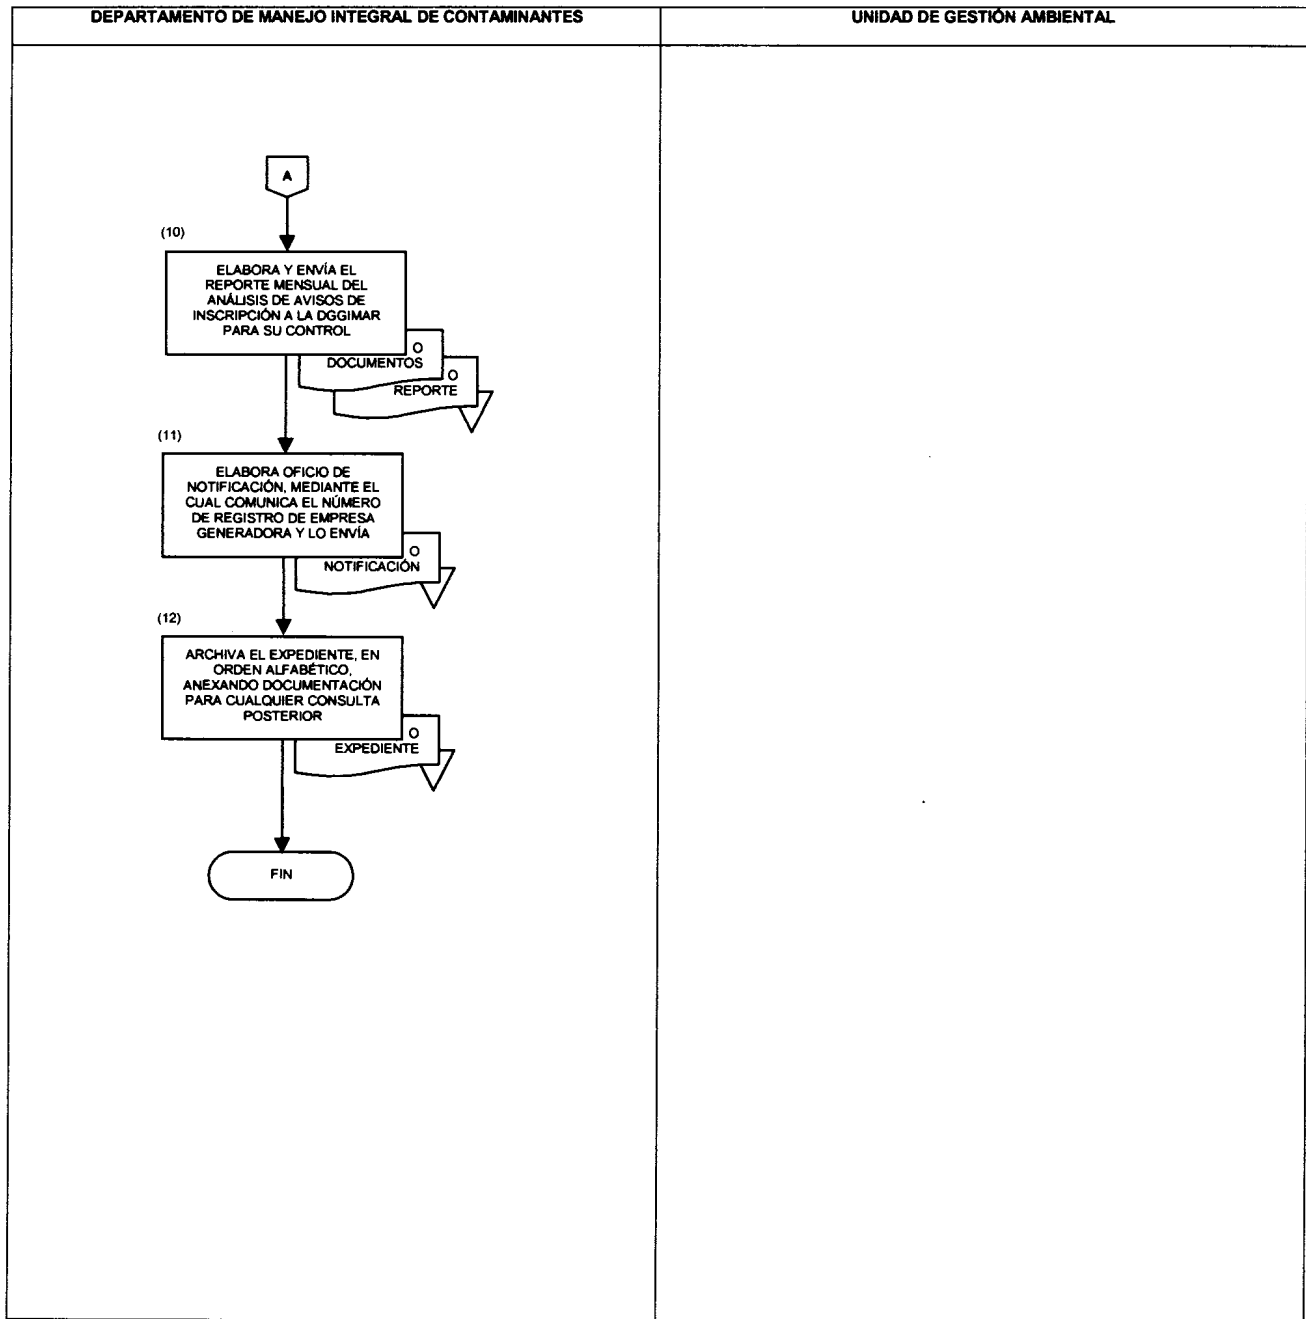 DEPARTAMENTO DE MANEJO INTEGRAL DE CONTAMINANTES
UNIDAD DE GESTIÓN AMBIENTAL
A
(10)
ELABORA Y ENVÍA EL
REPORTE MENSUAL DEL
ANÁLISIS DE AVISOS DE
INSCRIPCIÓN A LA DGGIMAR
PARA SU CONTROL
O
DOCUMENTOS
O
REPORTE
(11)
ELABORA OFICIO DE
NOTIFICACIÓN, MEDIANTE EL
CUAL COMUNICA EL NÚMERO
DE REGISTRO DE EMPRESA
GENERADORA Y LO ENVÍA
O
NOTIFICACIÓN
(12)
ARCHIVA EL EXPEDIENTE, EN
ORDEN ALFABÉTICO,
ANEXANDO DOCUMENTACIÓN
PARA CUALQUIER CONSULTA
POSTERIOR
O
EXPEDIENTE
FIN